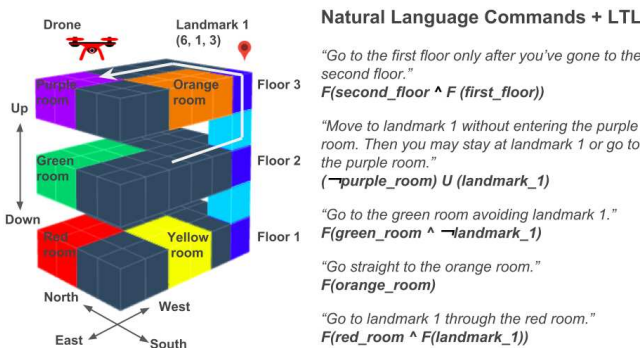 Drone
Landmark 1
(6, 1, 3)
Purple
room
Orange
room
Floor 3
Up
Green
room
Floor 2
Down
Red
room
Yellow
room
Floor 1
North
West
East
South
Natural Language Commands + LTL
“Go to the first floor only after you’ve gone to the
second floor.”
F(second_floor ^ F (first_floor))
“Move to landmark 1 without entering the purple
room. Then you may stay at landmark 1 or go to
the purple room.”
(¬purple_room) U (landmark_1)
“Go to the green room avoiding landmark 1.”
F(green_room ^ ¬landmark_1)
“Go straight to the orange room.”
F(orange_room)
“Go to landmark 1 through the red room.”
F(red_room ^ F(landmark_1))